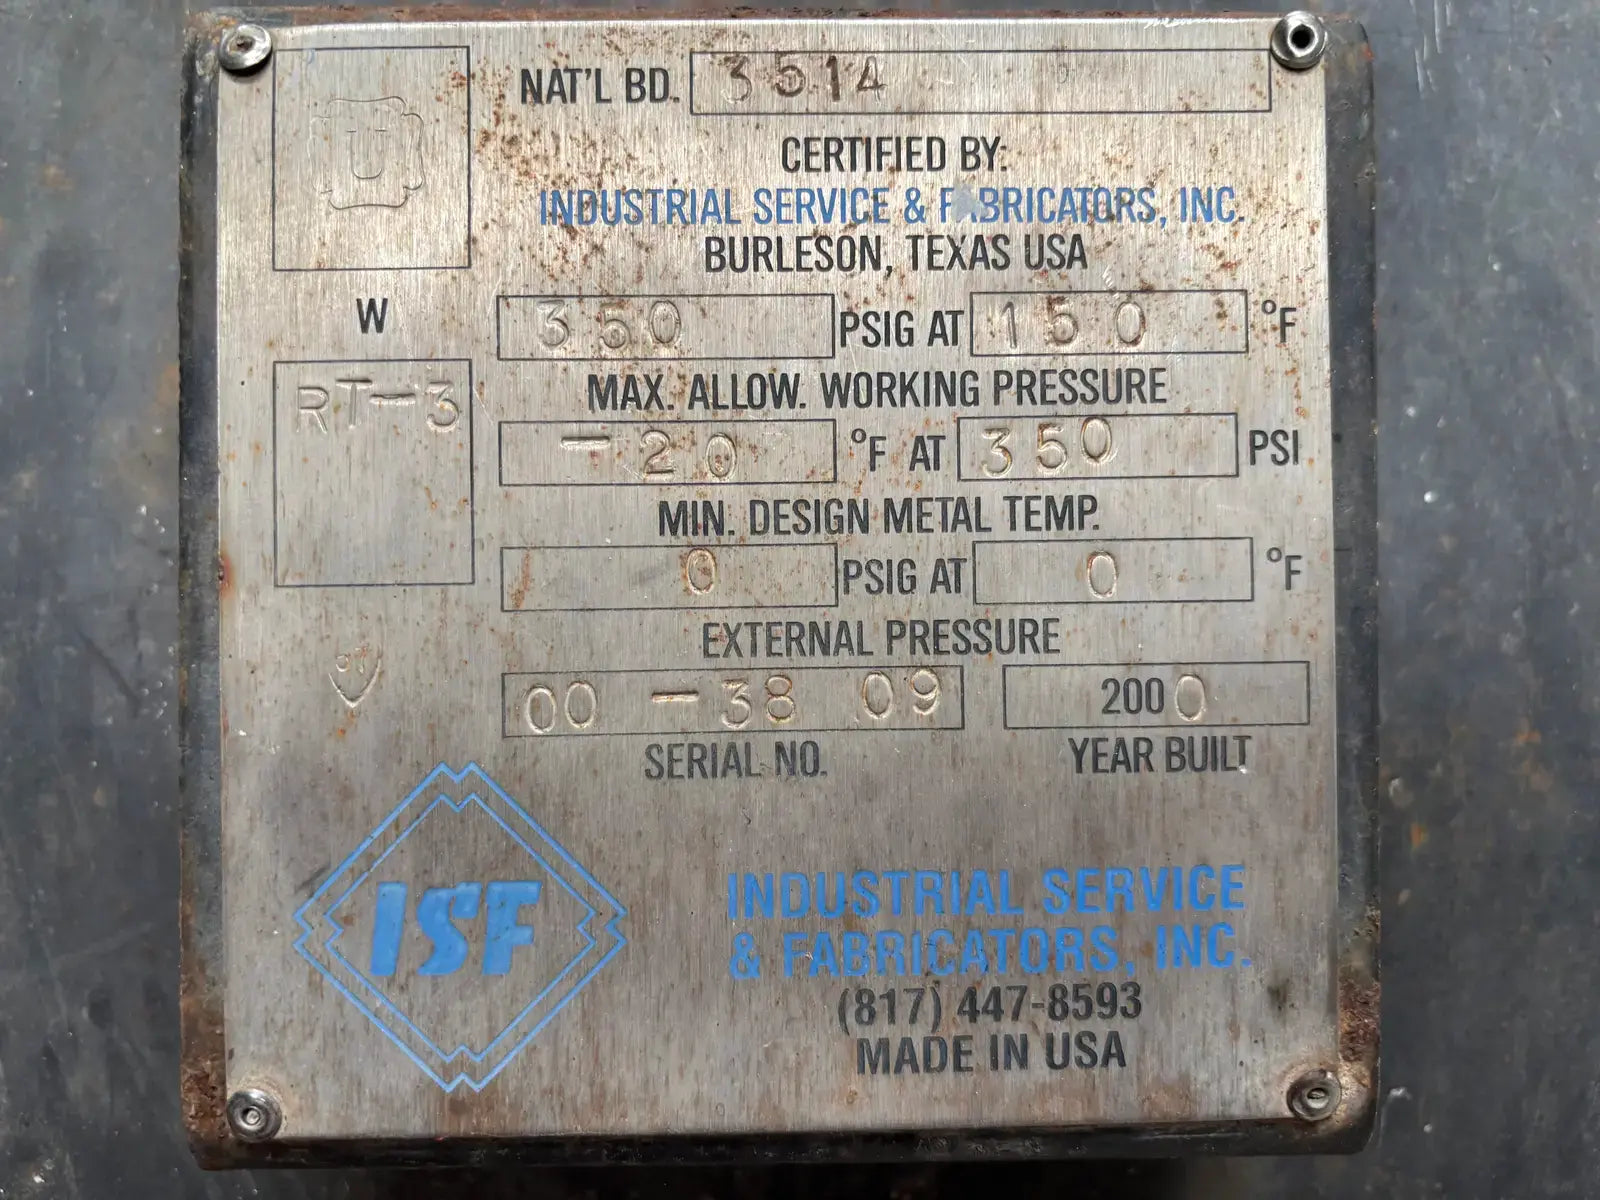 U
NAT'L BD. 3514
CERTIFIED BY:
INDUSTRIAL SERVICE & FABRICATORS, INC.
BURLESON, TEXAS USA
W
350 PSIG AT 150 °F
MAX. ALLOW. WORKING PRESSURE
RT-3
-20 °F AT 350 PSI
MIN. DESIGN METAL TEMP.
0 PSIG AT 0 °F
EXTERNAL PRESSURE
00 -38 09 2000
SERIAL NO. YEAR BUILT
ISF
INDUSTRIAL SERVICE
& FABRICATORS, INC.
(817) 447-8593
MADE IN USA